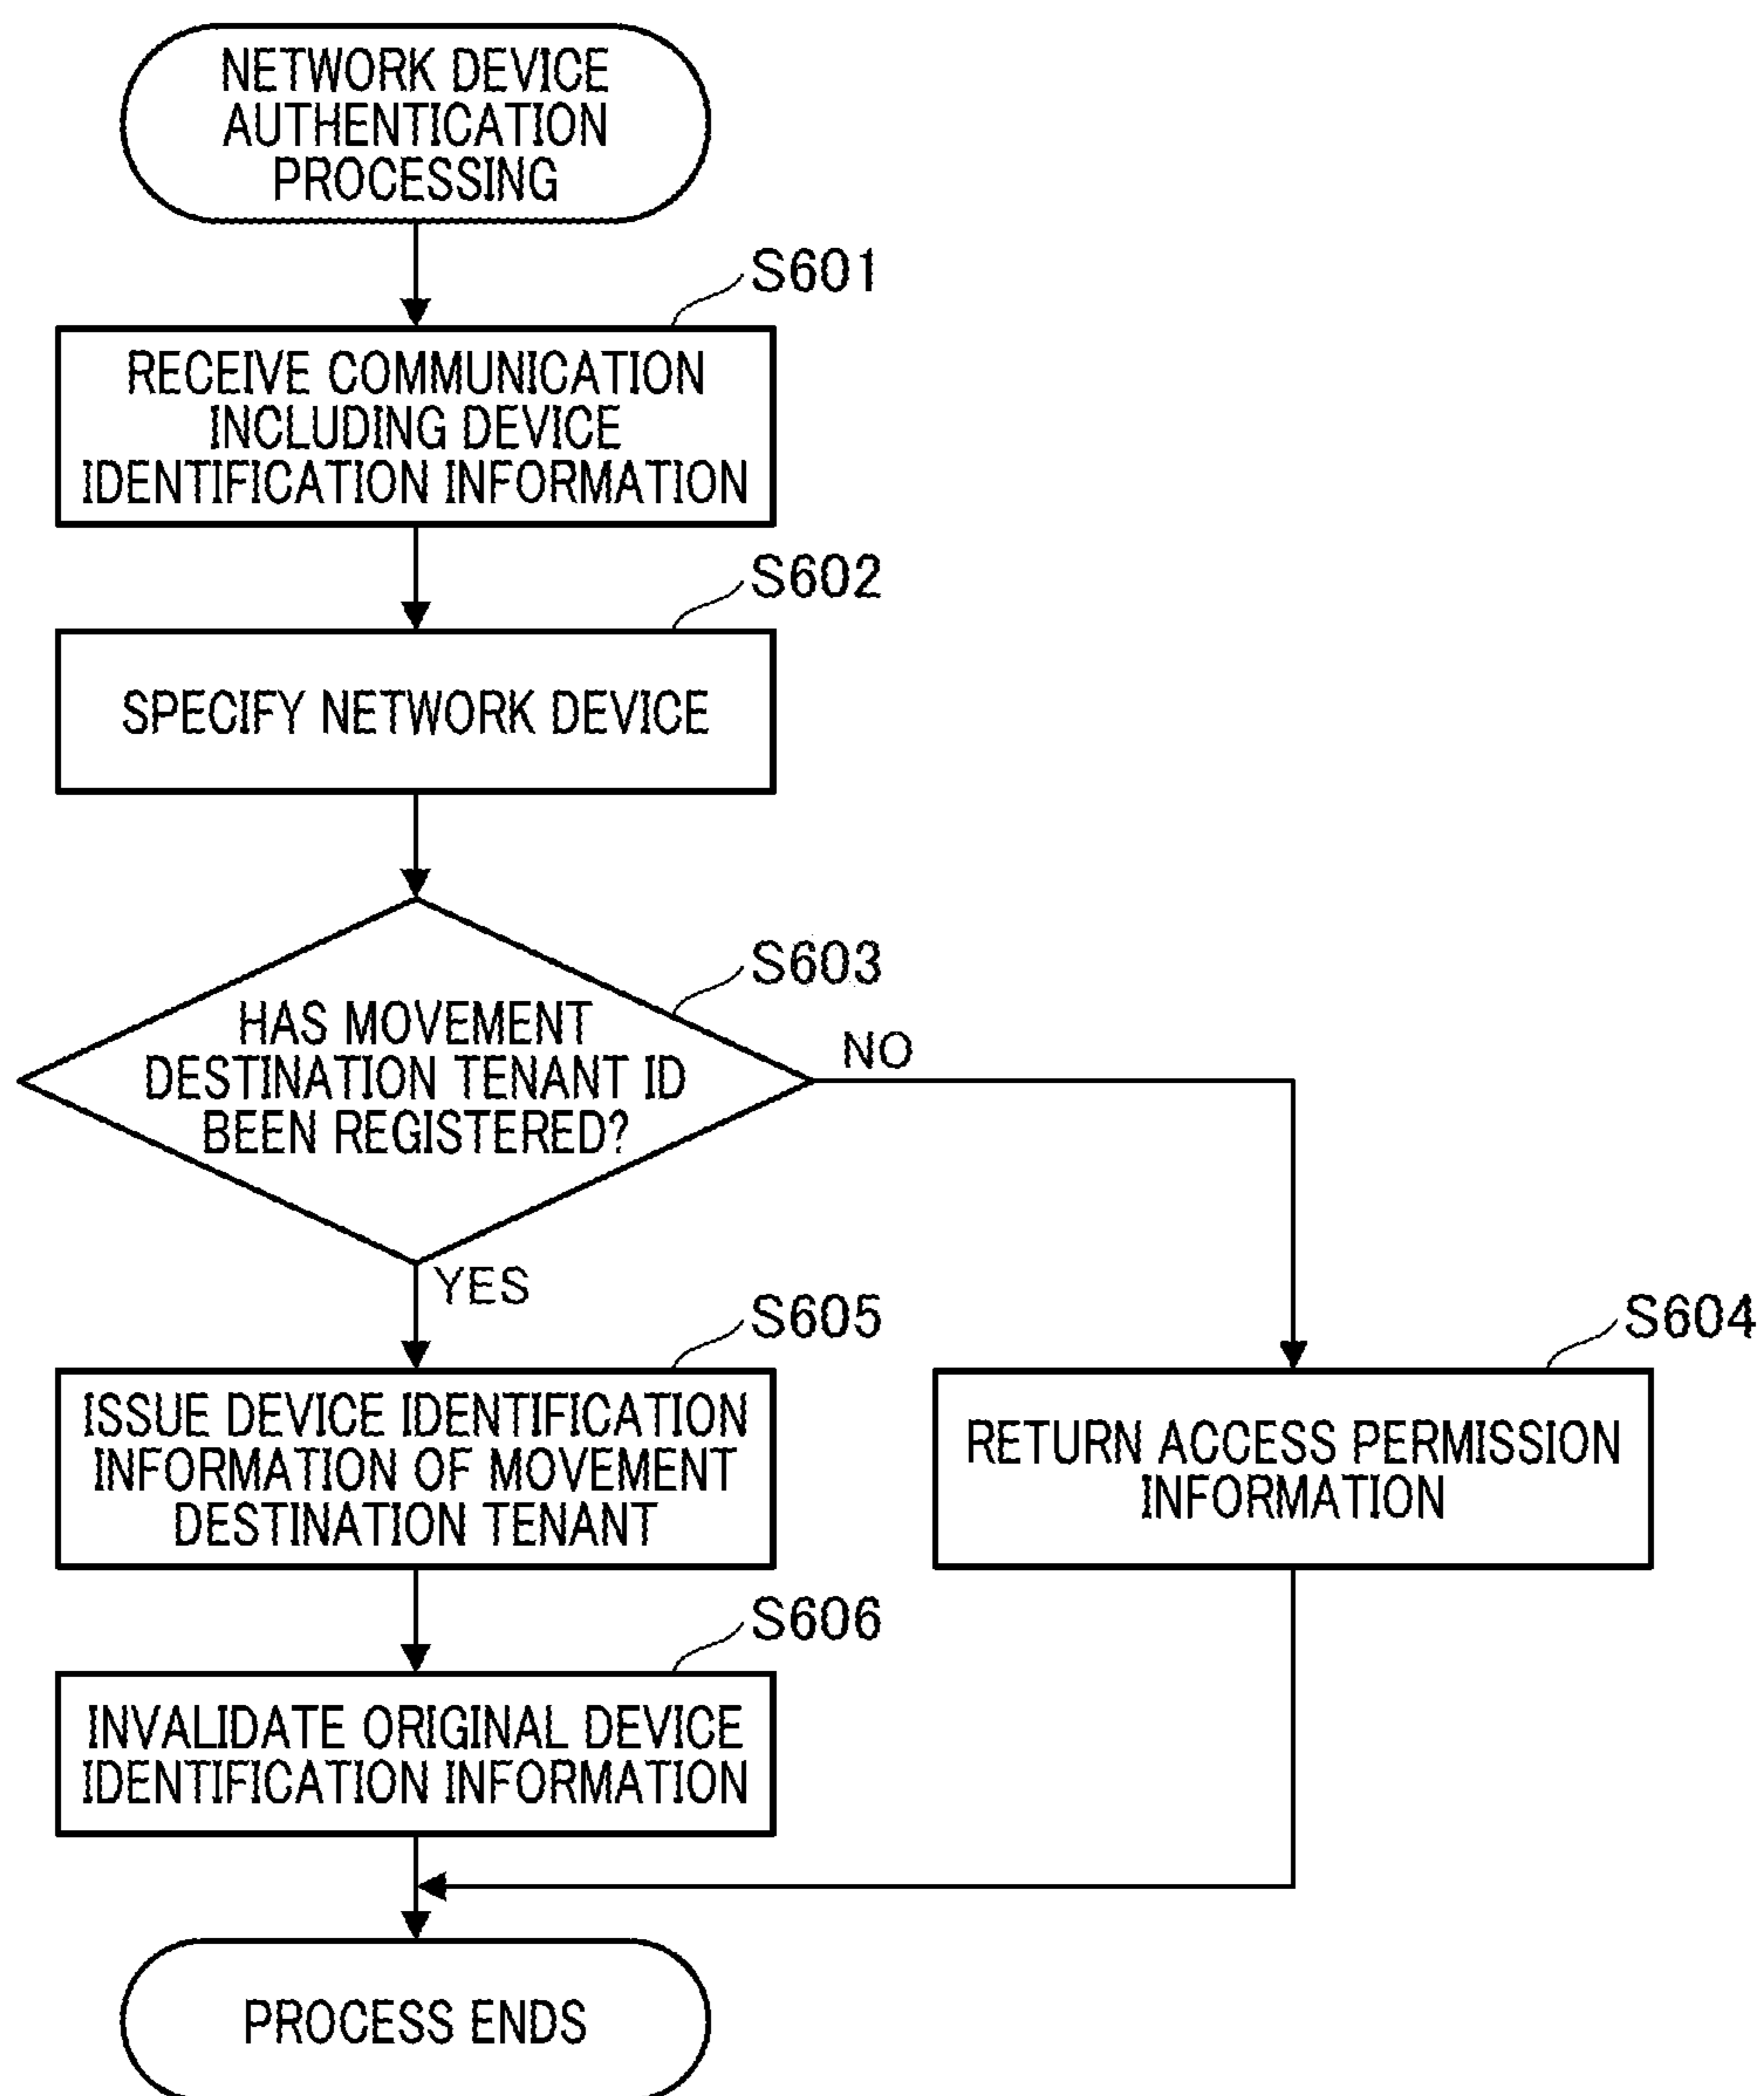 NETWORK DEVICE
AUTHENTICATION
PROCESSING
S601
RECEIVE COMMUNICATION
INCLUDING DEVICE
IDENTIFICATION INFORMATION
S602
SPECIFY NETWORK DEVICE
S603
HAS MOVEMENT
DESTINATION TENANT ID
BEEN REGISTERED?
NO
YES
S605
ISSUE DEVICE IDENTIFICATION
INFORMATION OF MOVEMENT
DESTINATION TENANT
S604
RETURN ACCESS PERMISSION
INFORMATION
S606
INVALIDATE ORIGINAL DEVICE
IDENTIFICATION INFORMATION
PROCESS ENDS